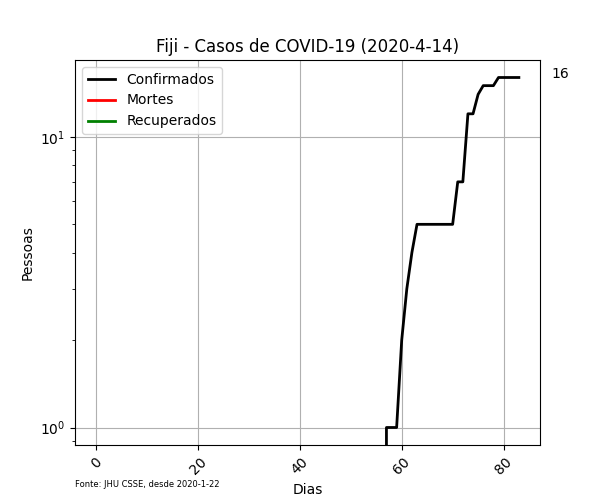 Fiji - Casos de COVID-19 (2020-4-14)
Confirmados
Mortes
Recuperados
16
10¹
10⁰
Pessoas
0 20 40 60 80
Dias
Fonte: JHU CSSE, desde 2020-1-22